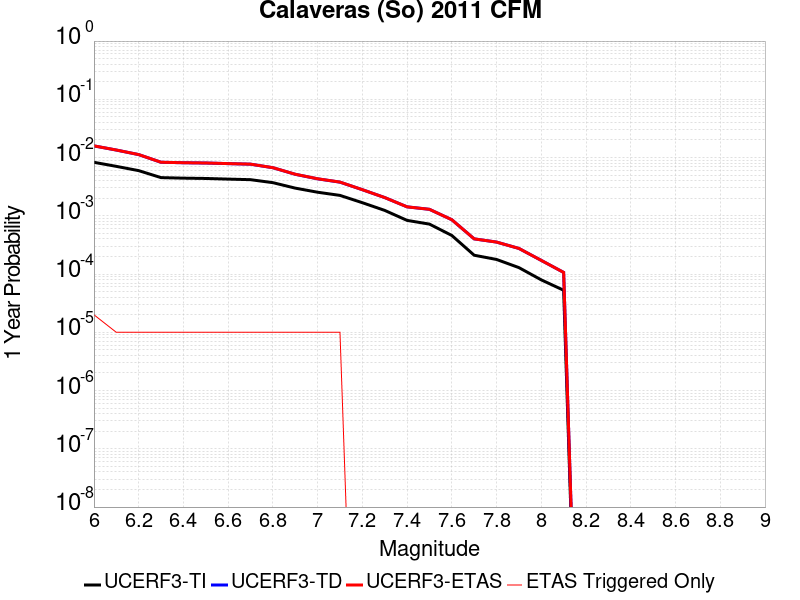 Calaveras (So) 2011 CFM
10^0
10^-1
10^-2
10^-3
10^-4
10^-5
10^-6
10^-7
10^-8
1 Year Probability
6 6.2 6.4 6.6 6.8 7 7.2 7.4 7.6 7.8 8 8.2 8.4 8.6 8.8 9
Magnitude
UCERF3-TI UCERF3-TD UCERF3-ETAS ETAS Triggered Only